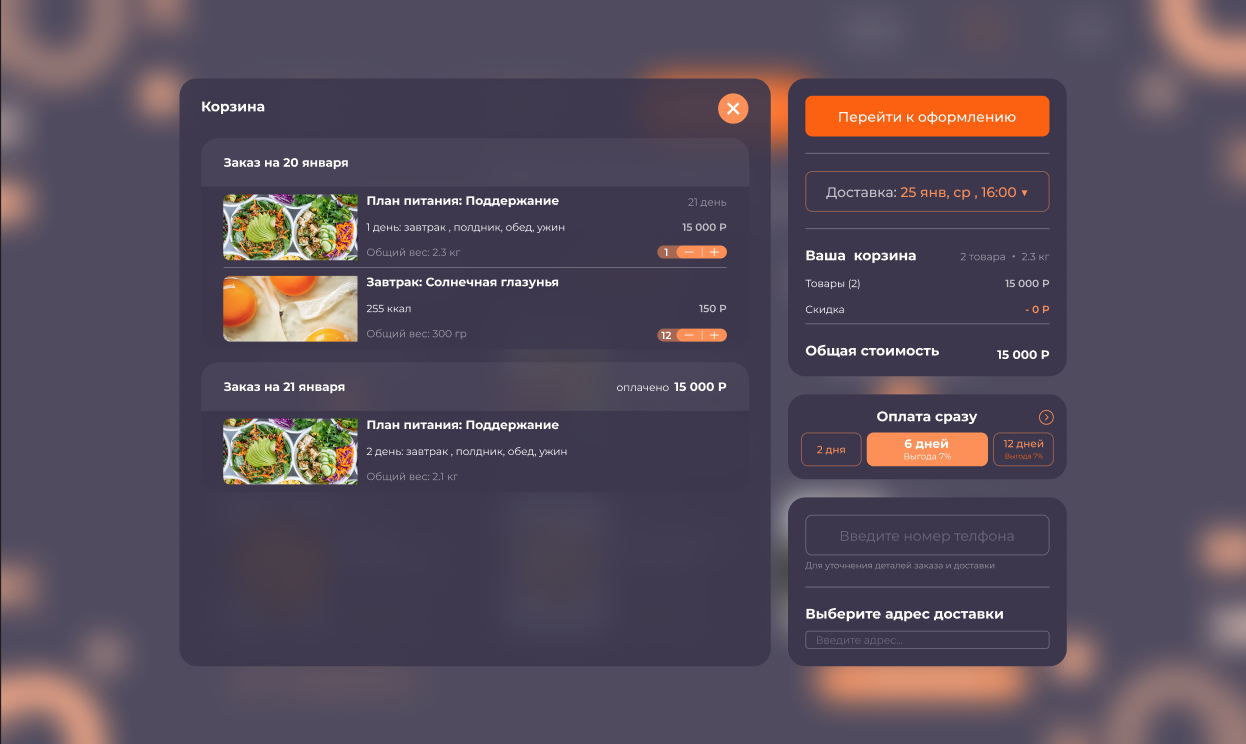 Корзина
Заказ на 20 января
План питания: Поддержание
21 день
1 день: завтрак , полдник, обед, ужин
15 000 Р
Общий вес: 2.3 кг
1 − +
Завтрак: Солнечная глазунья
255 ккал
150 Р
Общий вес: 300 гр
12 − +
Заказ на 21 января
оплачено 15 000 Р
План питания: Поддержание
2 день: завтрак , полдник, обед, ужин
Общий вес: 2.1 кг
Перейти к оформлению
Доставка: 25 янв, ср , 16:00 ▾
Ваша корзина
2 товара • 2.3 кг
Товары (2)
15 000 Р
Скидка
- 0 Р
Общая стоимость
15 000 Р
Оплата сразу
2 дня
6 дней
Выгода 7%
12 дней
Выгода 7%
Введите номер телфона
Для уточнения деталей заказа и доставки
Выберите адрес доставки
Введите адрес...